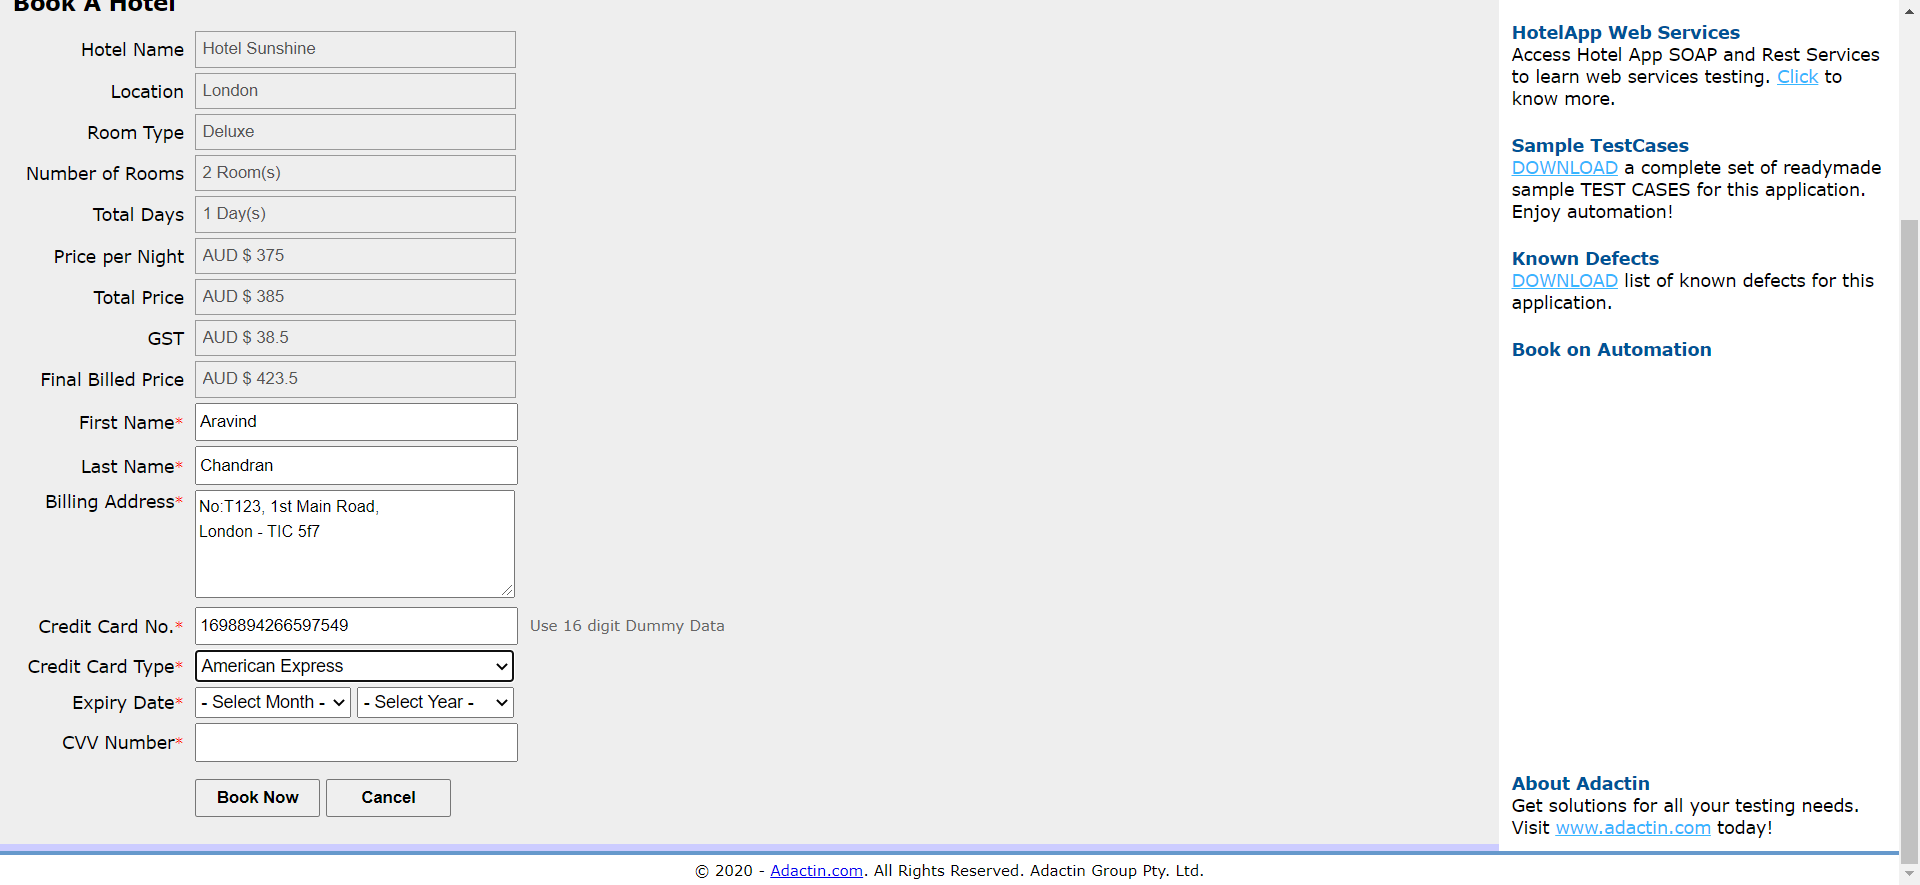 Book A Hotel
Hotel Name Hotel Sunshine
Location London
Room Type Deluxe
Number of Rooms 2 Room(s)
Total Days 1 Day(s)
Price per Night AUD $ 375
Total Price AUD $ 385
GST AUD $ 38.5
Final Billed Price AUD $ 423.5
First Name* Aravind
Last Name* Chandran
Billing Address* No:T123, 1st Main Road,
London - TIC 5f7
Credit Card No.* 1698894266597549 Use 16 digit Dummy Data
Credit Card Type* American Express
Expiry Date* - Select Month - - Select Year -
CVV Number*
Book Now Cancel
HotelApp Web Services
Access Hotel App SOAP and Rest Services
to learn web services testing. Click to
know more.
Sample TestCases
DOWNLOAD a complete set of readymade
sample TEST CASES for this application.
Enjoy automation!
Known Defects
DOWNLOAD list of known defects for this
application.
Book on Automation
About Adactin
Get solutions for all your testing needs.
Visit www.adactin.com today!
© 2020 - Adactin.com. All Rights Reserved. Adactin Group Pty. Ltd.